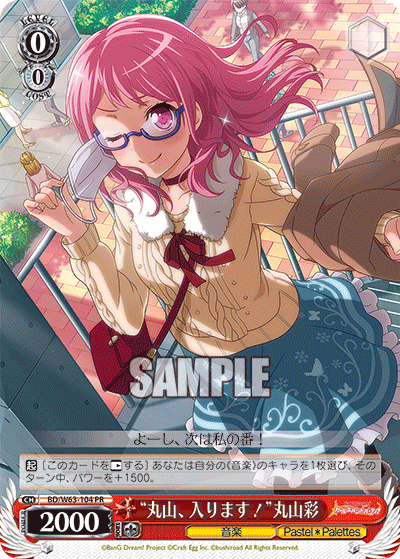 LEVEL
0
0
COST
SAMPLE
よーし、次は私の番！
起［このカードを する］ あなたは自分の《音楽》のキャラを1枚選び、その
ターン中、パワーを＋1500。
CH BD/W63-104 PR
2000
“丸山、入ります！”丸山彩
音楽
Pastel＊Palettes
©BanG Dream! Project ©Craft Egg Inc. ©bushiroad All Rights Reserved.